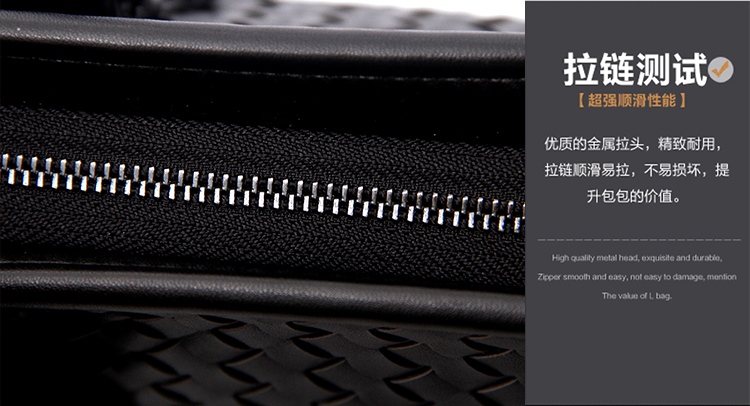 拉链测试
【超强顺滑性能】
优质的金属拉头，精致耐用，
拉链顺滑易拉，不易损坏，提
升包包的价值。
High quality metal head, exquisite and durable,
Zipper smooth and easy, not easy to damage, mention
The value of L bag.